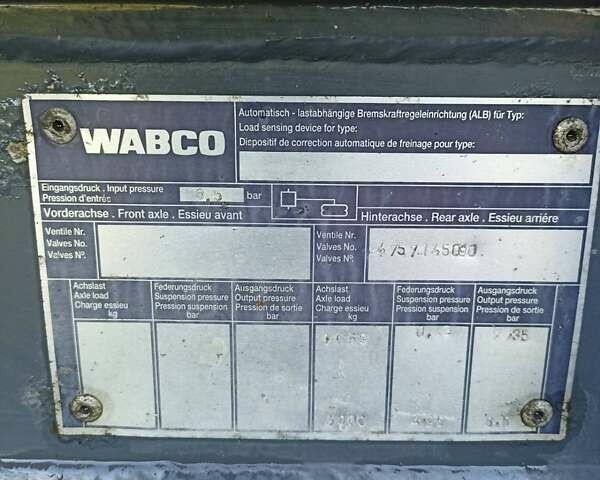 WABCO
Automatisch - lastabhängige Bremskraftregeleinrichtung (ALB) für Typ:
Load sensing device for type:
Dispositif de correction automatique de freinage pour type:
Eingangsdruck . Input pressure
Pression d'entrée
bar
Vorderachse . Front axle . Essieu avant
Hinterachse . Rear axle . Essieu arriére
Ventile Nr.
Valves No.
Valves Nº.
Ventile Nr.
Valves No.
Valves Nº.
Achslast
Axle load
Charge essieu
kg
Federungsdruck
Suspension pressure
Pression suspension
bar
Ausgangsdruck
Output pressure
Pression de sortie
bar
Achslast
Axle load
Charge essieu
kg
Federungsdruck
Suspension pressure
Pression suspension
bar
Ausgangsdruck
Output pressure
Pression de sortie
bar